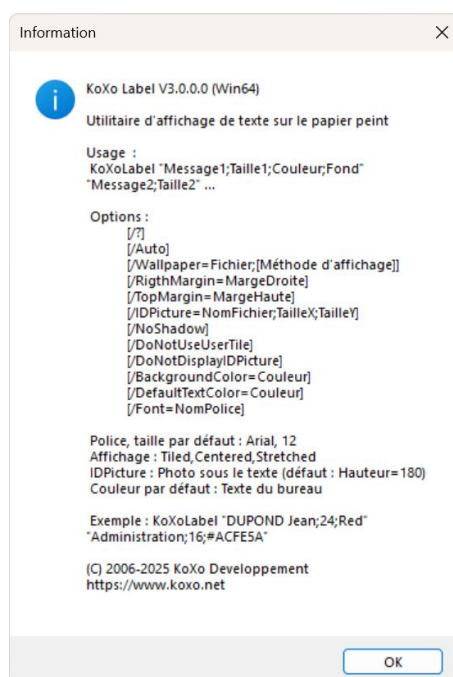 Information
KoXo Label V3.0.0.0 (Win64)
Utilitaire d'affichage de texte sur le papier peint
Usage :
KoXoLabel "Message1;Taille1;Couleur;Fond"
"Message2;Taille2" ...
Options :
[/?]
[/Auto]
[/Wallpaper=Fichier;[Méthode d'affichage]]
[/RigthMargin=MargeDroite]
[/TopMargin=MargeHaute]
[/IDPicture=NomFichier;TailleX;TailleY]
[/NoShadow]
[/DoNotUseUserTile]
[/DoNotDisplayIDPicture]
[/BackgroundColor=Couleur]
[/DefaultTextColor=Couleur]
[/Font=NomPolice]
Police, taille par défaut : Arial, 12
Affichage : Tiled,Centered,Stretched
IDPicture : Photo sous le texte (défaut : Hauteur=180)
Couleur par défaut : Texte du bureau
Exemple : KoXoLabel "DUPOND Jean;24;Red"
"Administration;16;#ACFE5A"
(C) 2006-2025 KoXo Developpement
https://www.koxo.net
OK